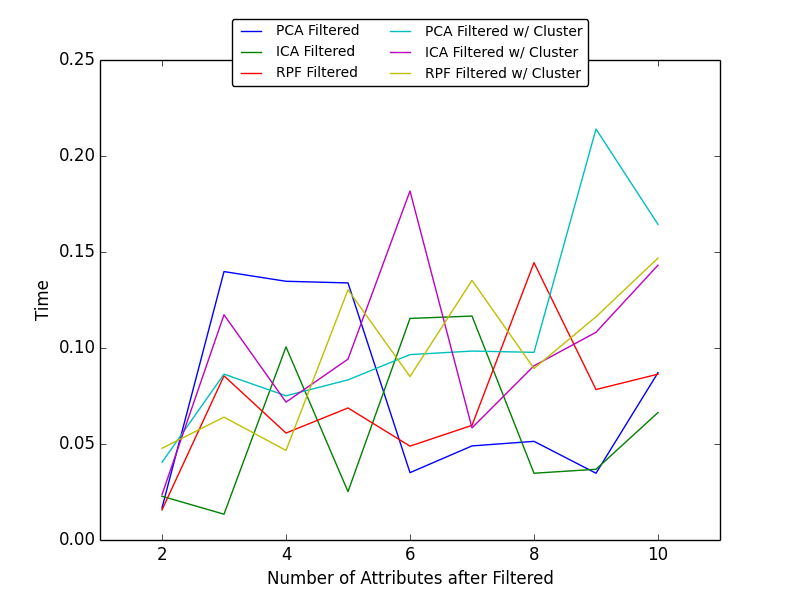 PCA Filtered PCA Filtered w/ Cluster
ICA Filtered ICA Filtered w/ Cluster
RPF Filtered RPF Filtered w/ Cluster
0.25
0.20
0.15
0.10
0.05
0.00
Time
2 4 6 8 10
Number of Attributes after Filtered